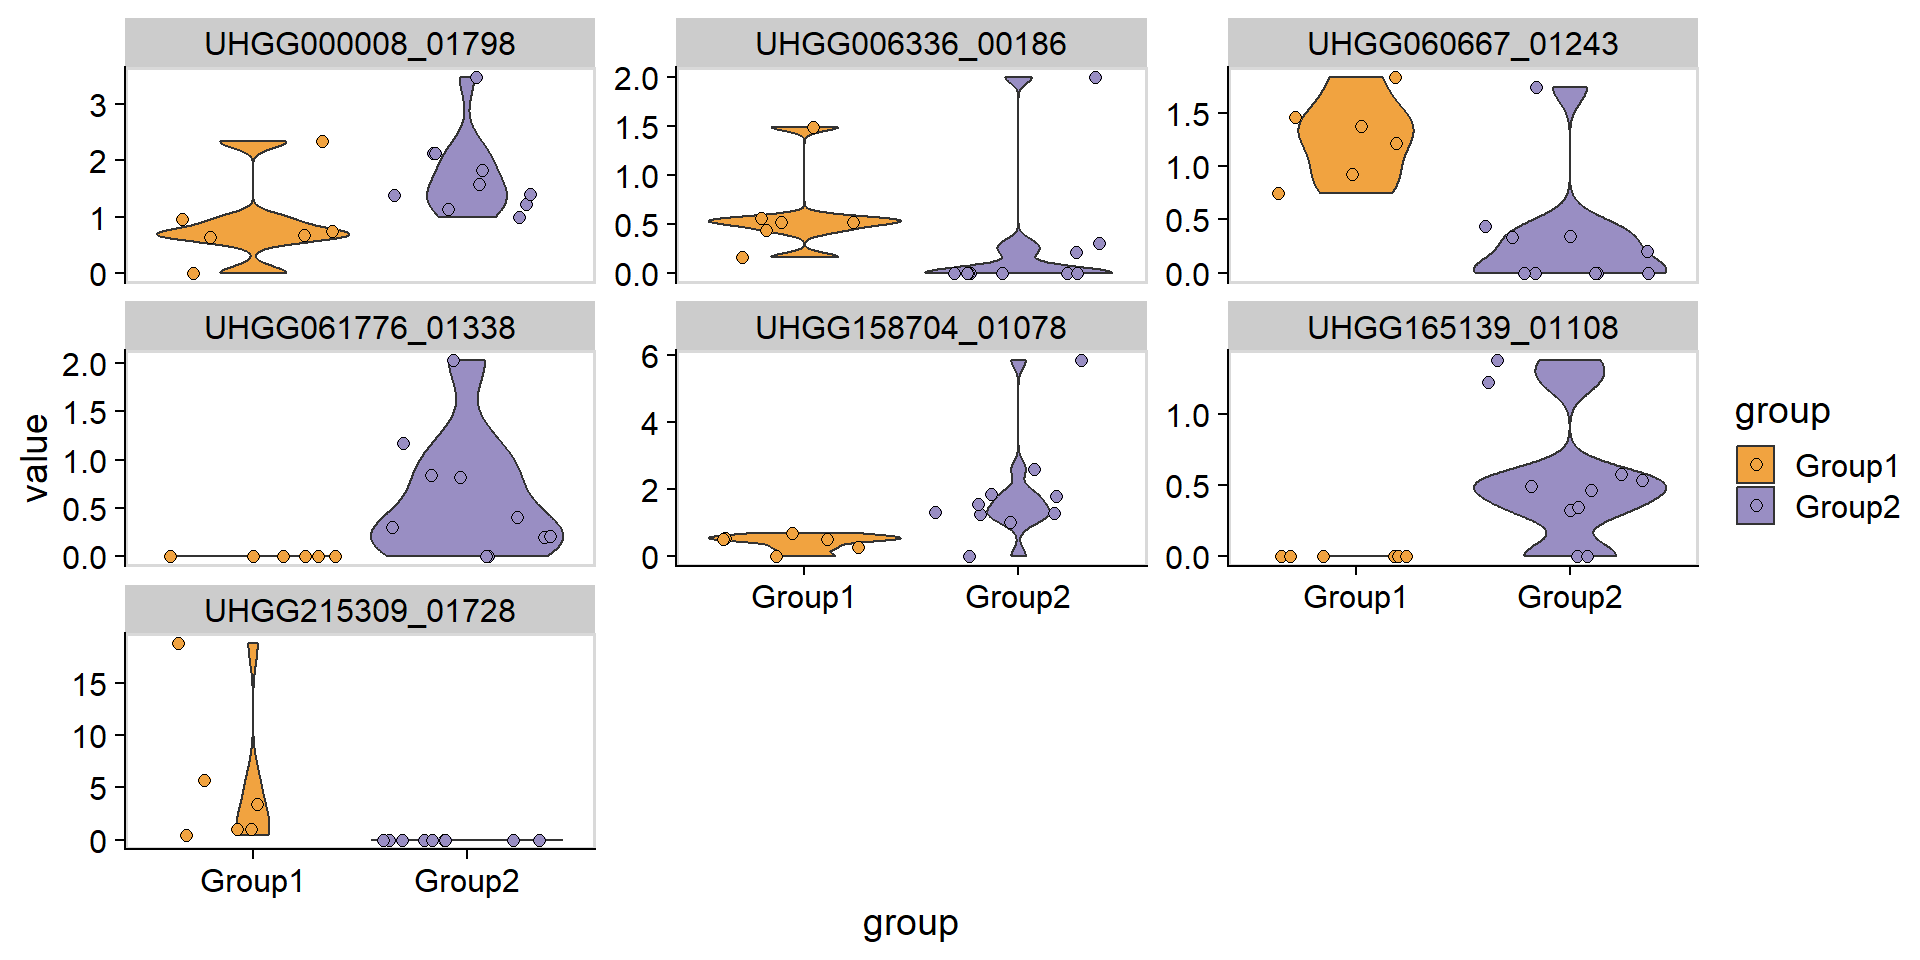 UHGG000008_01798 UHGG006336_00186 UHGG060667_01243
3
2
1
0
2.0
1.5
1.0
0.5
0.0
1.5
1.0
0.5
0.0
UHGG061776_01338 UHGG158704_01078 UHGG165139_01108
2.0
1.5
1.0
0.5
0.0
6
4
2
0
1.0
0.5
0.0
Group1 Group2 Group1 Group2
UHGG215309_01728
15
10
5
0
Group1 Group2
value
group
group
Group1
Group2